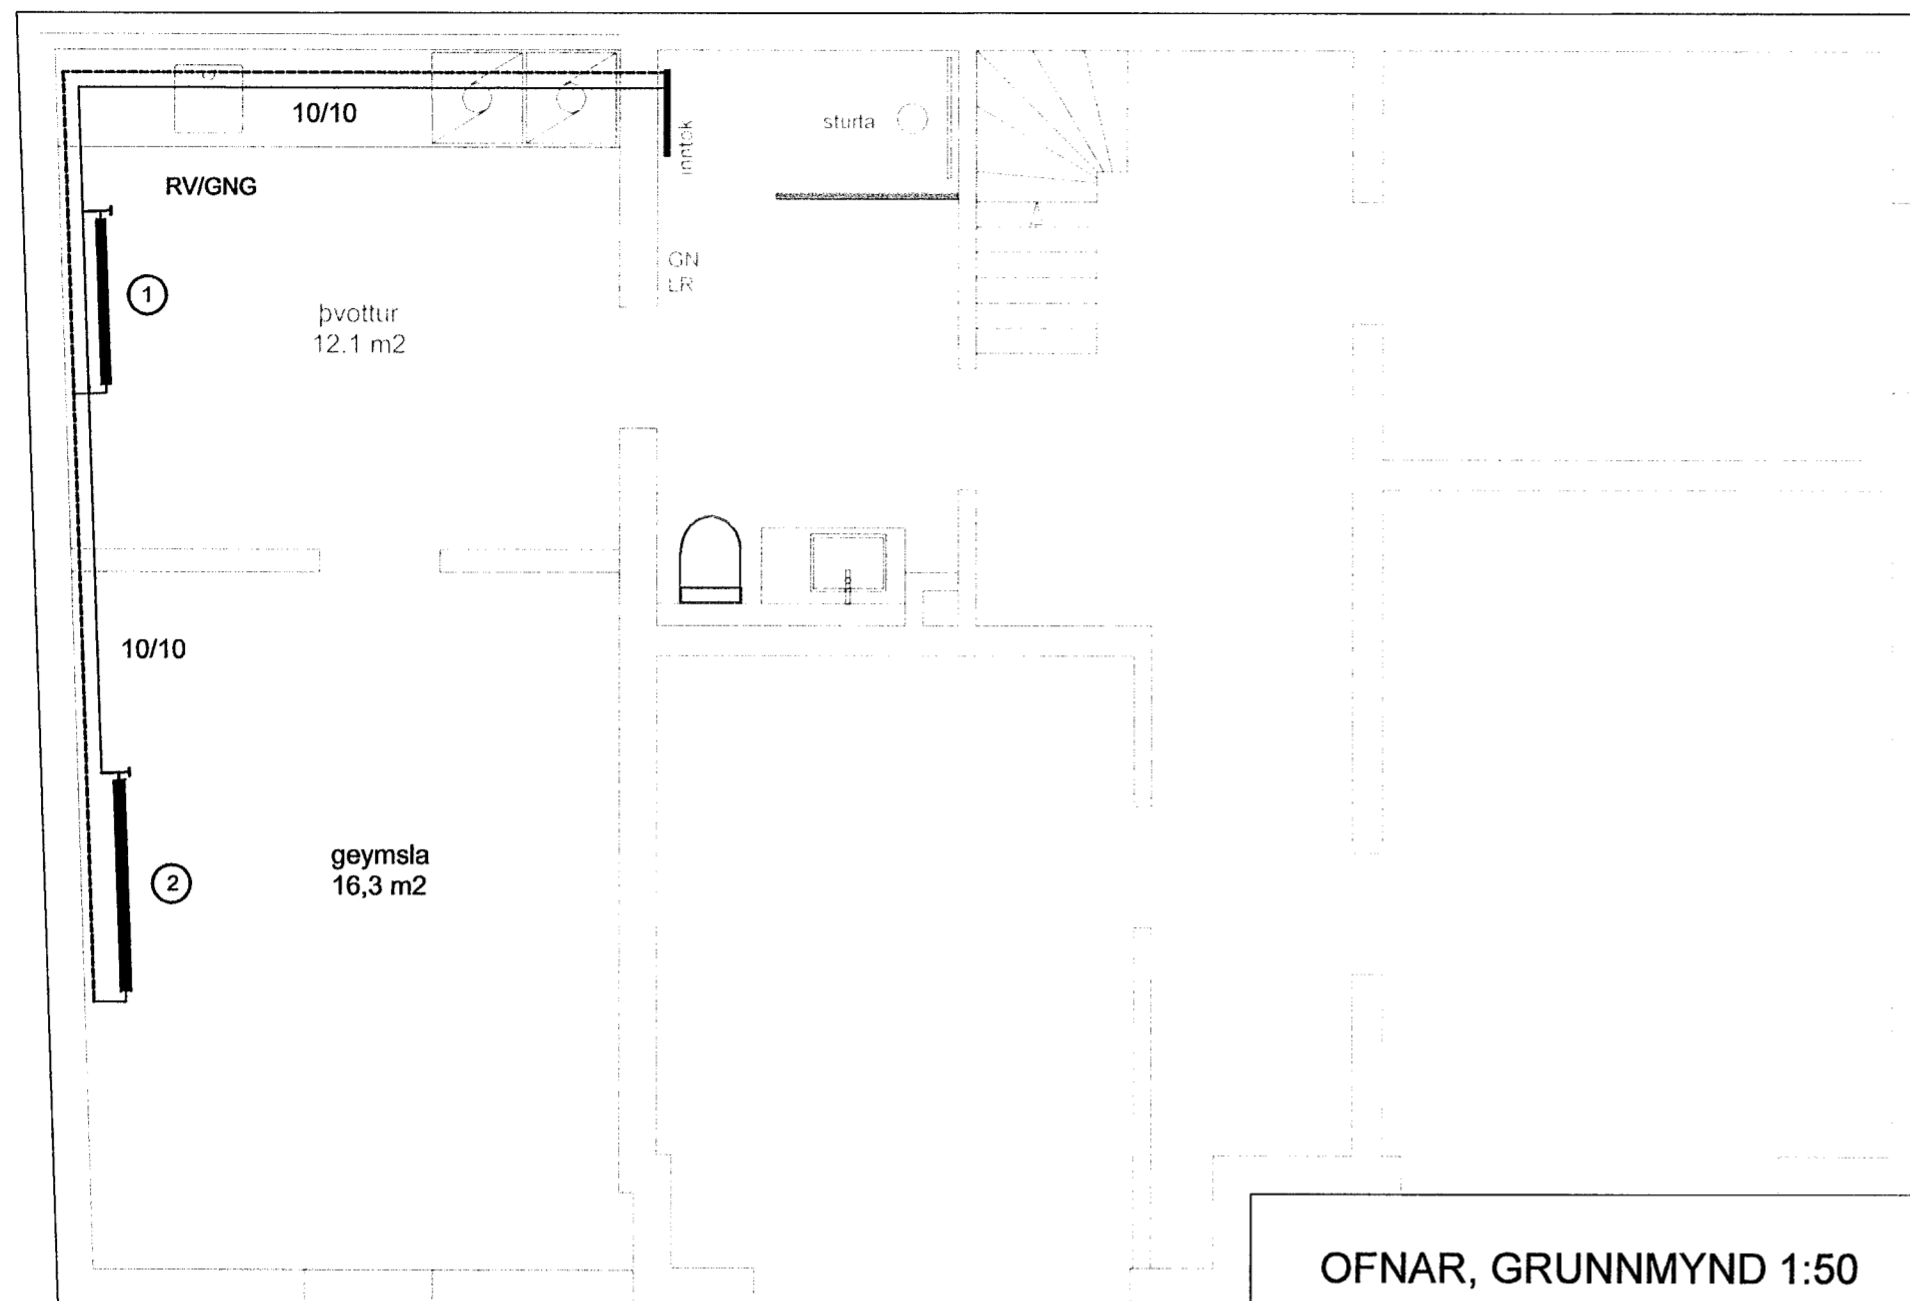 10/10
sturta
inntök
RV/GNG
GN
LR
1
þvottur
12.1 m2
10/10
geymsla
16,3 m2
2
OFNAR, GRUNNMYND 1:50